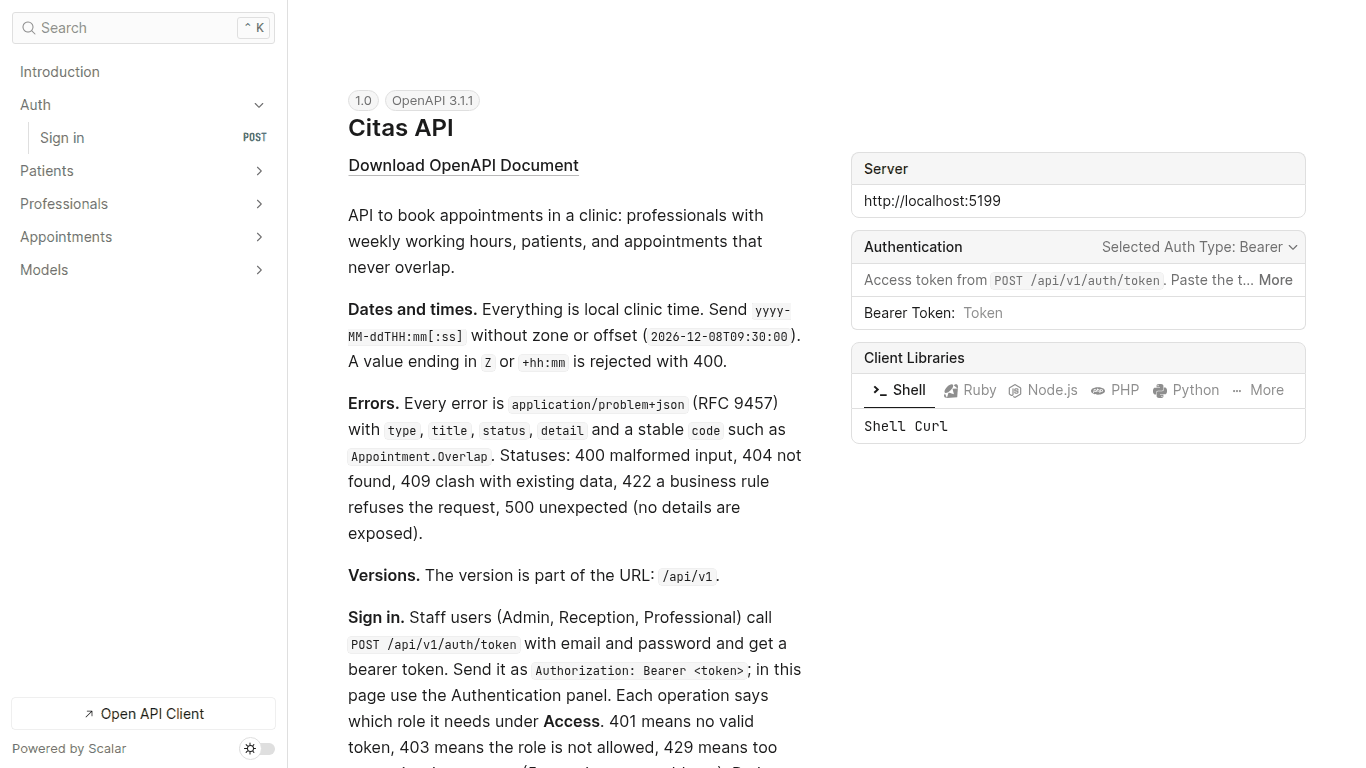 Search
⌃ K
Introduction
Auth
Sign in
POST
Patients
Professionals
Appointments
Models
Open API Client
Powered by Scalar
1.0
OpenAPI 3.1.1
Citas API
Download OpenAPI Document
API to book appointments in a clinic: professionals with
weekly working hours, patients, and appointments that
never overlap.
Dates and times. Everything is local clinic time. Send yyyy-
MM-ddTHH:mm[:ss] without zone or offset (2026-12-08T09:30:00).
A value ending in Z or +hh:mm is rejected with 400.
Errors. Every error is application/problem+json (RFC 9457)
with type, title, status, detail and a stable code such as
Appointment.Overlap. Statuses: 400 malformed input, 404 not
found, 409 clash with existing data, 422 a business rule
refuses the request, 500 unexpected (no details are
exposed).
Versions. The version is part of the URL: /api/v1.
Sign in. Staff users (Admin, Reception, Professional) call
POST /api/v1/auth/token with email and password and get a
bearer token. Send it as Authorization: Bearer <token>; in this
page use the Authentication panel. Each operation says
which role it needs under Access. 401 means no valid
token, 403 means the role is not allowed, 429 means too
Server
http://localhost:5199
Authentication
Selected Auth Type: Bearer
Access token from POST /api/v1/auth/token. Paste the t… More
Bearer Token: Token
Client Libraries
Shell
Ruby
Node.js
PHP
Python
More
Shell Curl